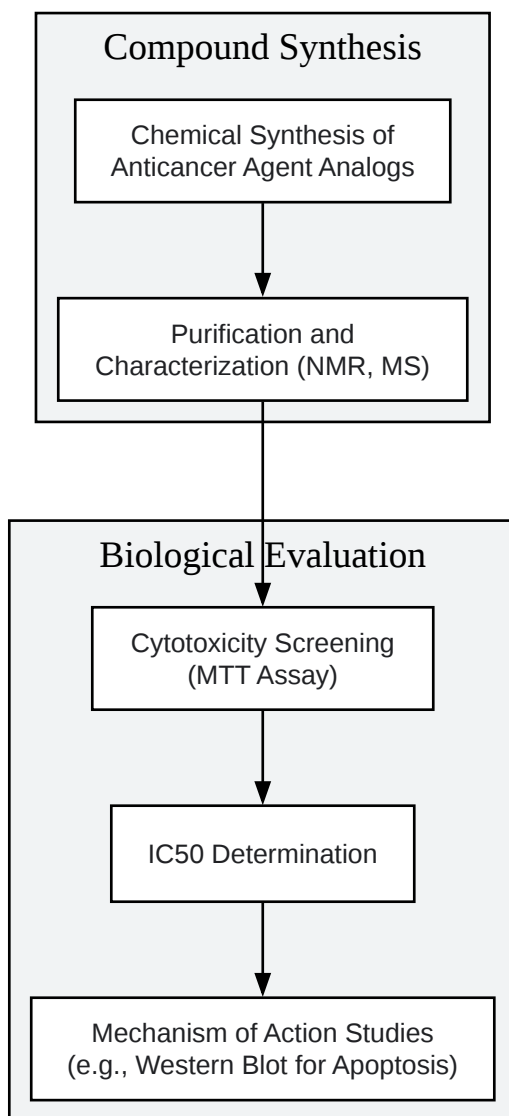 Compound Synthesis
Chemical Synthesis of
Anticancer Agent Analogs
Purification and
Characterization (NMR, MS)
Biological Evaluation
Cytotoxicity Screening
(MTT Assay)
IC50 Determination
Mechanism of Action Studies
(e.g., Western Blot for Apoptosis)